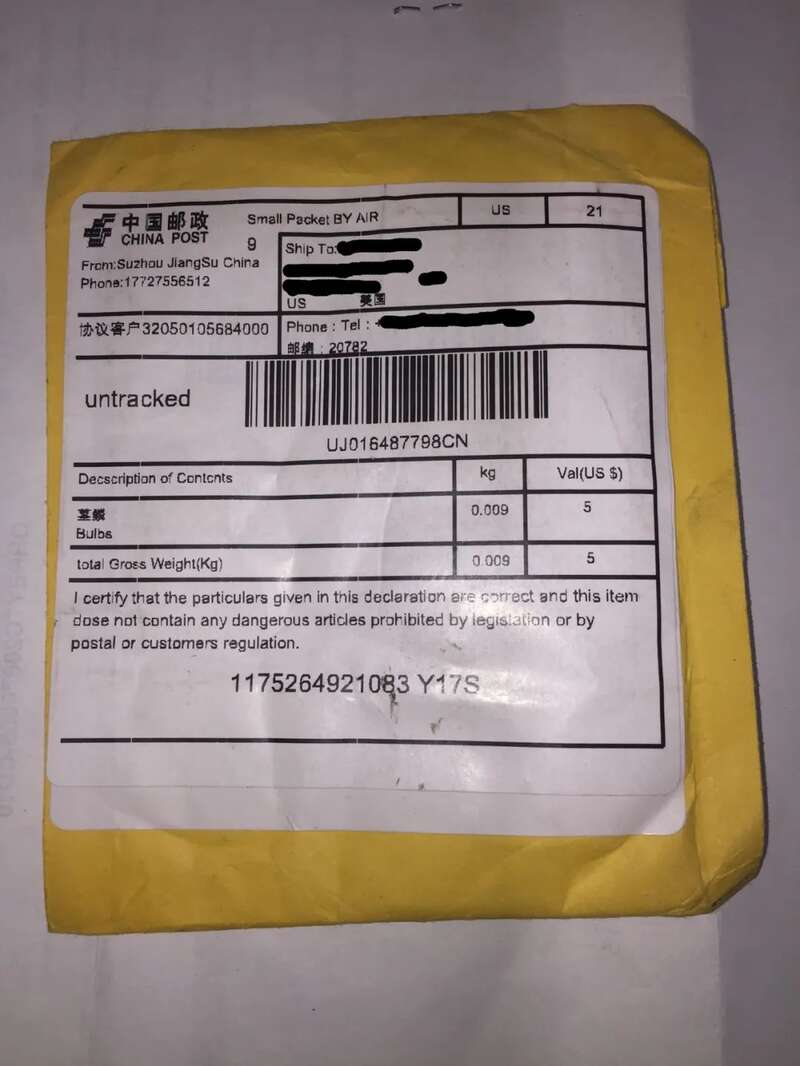 中国邮政
CHINA POST
Small Packet BY AIR
US
21
9
From:Suzhou JiangSu China
Phone:17727556512
Ship To:
US 美国
协议客户32050105684000
Phone : Tel :
邮编 : 20782
untracked
UJ016487798CN
Decscription of Contents
kg
Val(US $)
Bulbs
0.009
5
total Gross Weight(Kg)
0.009
5
I certify that the particulars given in this declaration are correct and this item
dose not contain any dangerous articles prohibited by legislation or by
postal or customers regulation.
1175264921083 Y17S